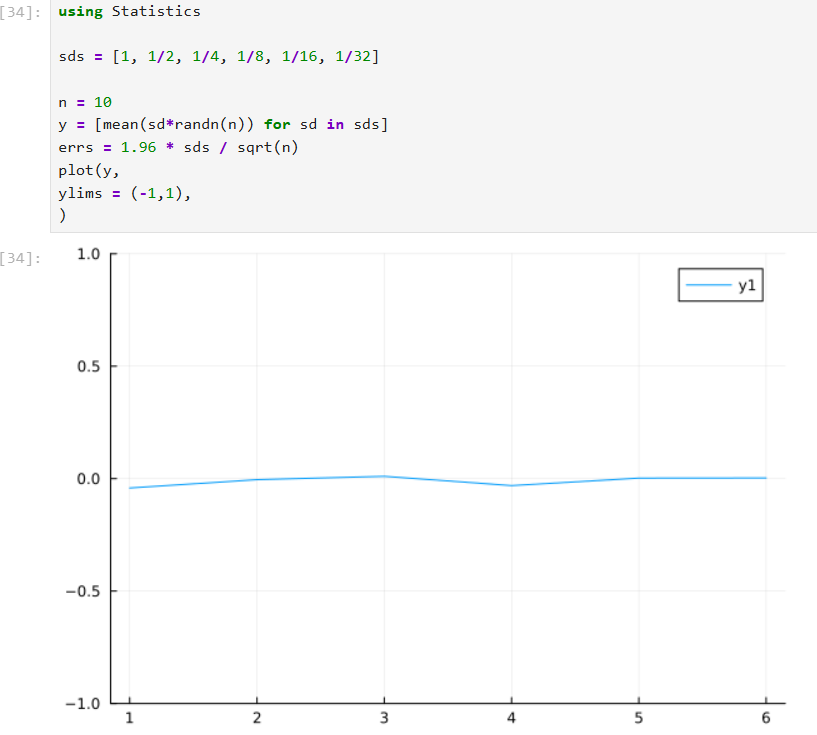 [34]: using Statistics
sds = [1, 1/2, 1/4, 1/8, 1/16, 1/32]
n = 10
y = [mean(sd*randn(n)) for sd in sds]
errs = 1.96 * sds / sqrt(n)
plot(y,
ylims = (-1,1),
)
[34]:
1.0
y1
0.5
0.0
−0.5
−1.0
1 2 3 4 5 6